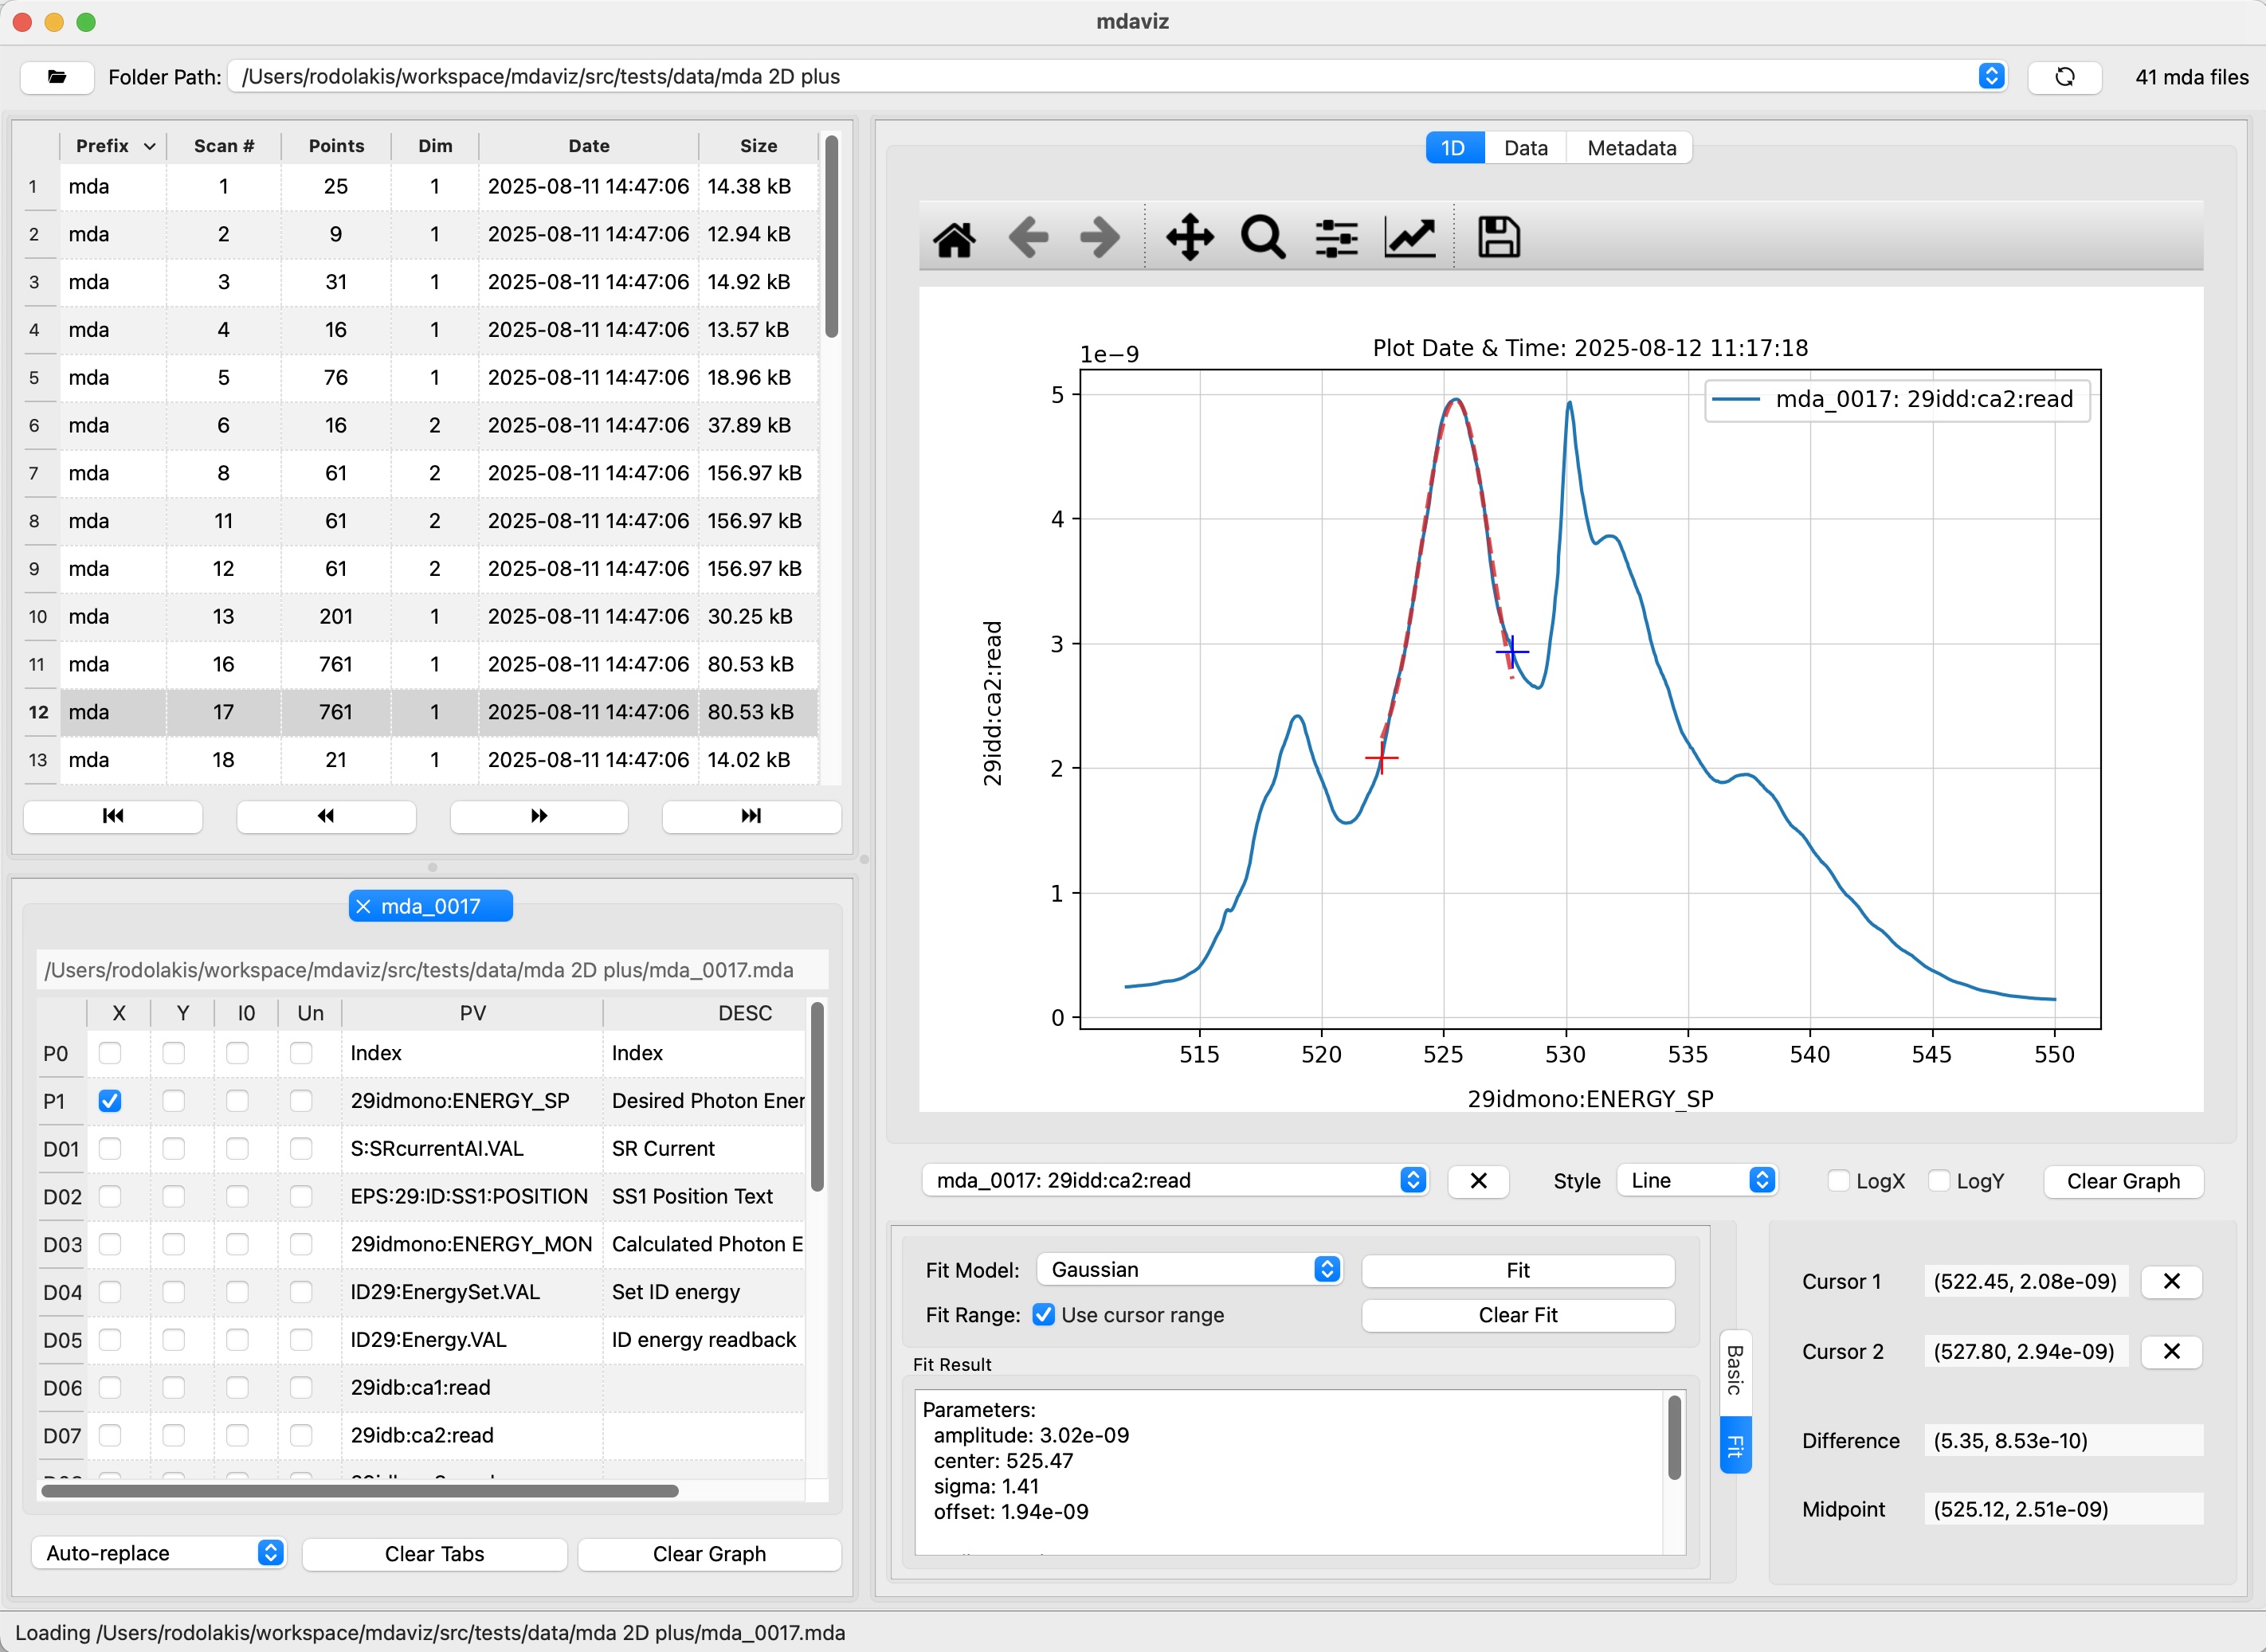 mdaviz
Folder Path: /Users/rodolakis/workspace/mdaviz/src/tests/data/mda 2D plus 41 mda files
Prefix Scan # Points Dim Date Size
1 mda 1 25 1 2025-08-11 14:47:06 14.38 kB
2 mda 2 9 1 2025-08-11 14:47:06 12.94 kB
3 mda 3 31 1 2025-08-11 14:47:06 14.92 kB
4 mda 4 16 1 2025-08-11 14:47:06 13.57 kB
5 mda 5 76 1 2025-08-11 14:47:06 18.96 kB
6 mda 6 16 2 2025-08-11 14:47:06 37.89 kB
7 mda 8 61 2 2025-08-11 14:47:06 156.97 kB
8 mda 11 61 2 2025-08-11 14:47:06 156.97 kB
9 mda 12 61 2 2025-08-11 14:47:06 156.97 kB
10 mda 13 201 1 2025-08-11 14:47:06 30.25 kB
11 mda 16 761 1 2025-08-11 14:47:06 80.53 kB
12 mda 17 761 1 2025-08-11 14:47:06 80.53 kB
13 mda 18 21 1 2025-08-11 14:47:06 14.02 kB
mda_0017
/Users/rodolakis/workspace/mdaviz/src/tests/data/mda 2D plus/mda_0017.mda
X Y I0 Un PV DESC
P0 Index Index
P1 29idmono:ENERGY_SP Desired Photon Ener
D01 S:SRcurrentAI.VAL SR Current
D02 EPS:29:ID:SS1:POSITION SS1 Position Text
D03 29idmono:ENERGY_MON Calculated Photon E
D04 ID29:EnergySet.VAL Set ID energy
D05 ID29:Energy.VAL ID energy readback
D06 29idb:ca1:read
D07 29idb:ca2:read
Auto-replace Clear Tabs Clear Graph
1D Data Metadata
1e−9 Plot Date & Time: 2025-08-12 11:17:18
mda_0017: 29idd:ca2:read
5
4
3
2
1
0
29idd:ca2:read
515 520 525 530 535 540 545 550
29idmono:ENERGY_SP
mda_0017: 29idd:ca2:read Style Line LogX LogY Clear Graph
Fit Model: Gaussian Fit
Fit Range: Use cursor range Clear Fit
Fit Result
Parameters:
amplitude: 3.02e-09
center: 525.47
sigma: 1.41
offset: 1.94e-09
Basic
Fit
Cursor 1 (522.45, 2.08e-09)
Cursor 2 (527.80, 2.94e-09)
Difference (5.35, 8.53e-10)
Midpoint (525.12, 2.51e-09)
Loading /Users/rodolakis/workspace/mdaviz/src/tests/data/mda 2D plus/mda_0017.mda